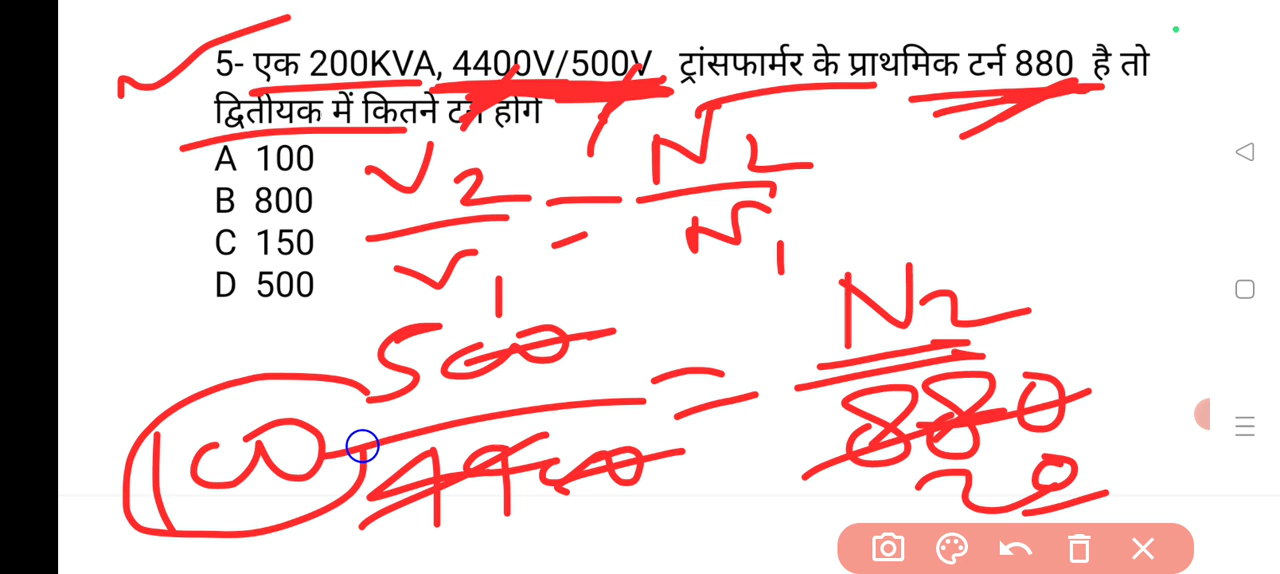 5- एक 200KVA, 4400V/500V ट्रांसफार्मर के प्राथमिक टर्न 880 है तो
द्वितीयक में कितने टर्न होगे
A 100
B 800
C 150
D 500
V2/V1 = N2/N1
500/4400 = N2/880
20
100